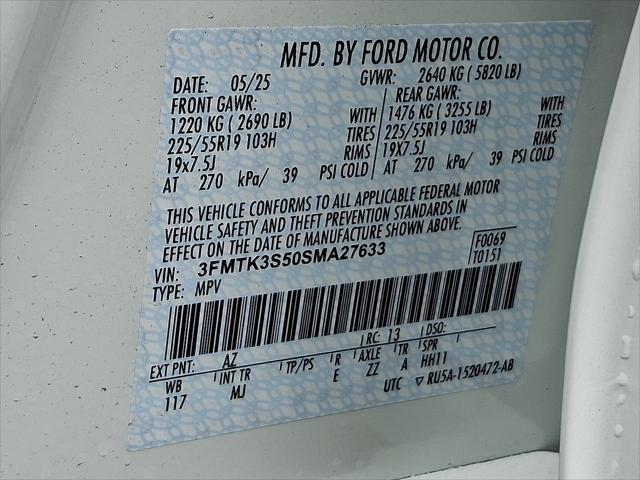 MFD. BY FORD MOTOR CO.
DATE: 05/25 GVWR: 2640 KG ( 5820 LB)
FRONT GAWR: REAR GAWR:
1220 KG ( 2690 LB) WITH 1476 KG ( 3255 LB) WITH
225/55R19 103H TIRES 225/55R19 103H TIRES
19x7.5J RIMS 19x7.5J RIMS
AT 270 kPa/ 39 PSI COLD AT 270 kPa/ 39 PSI COLD
THIS VEHICLE CONFORMS TO ALL APPLICABLE FEDERAL MOTOR
VEHICLE SAFETY AND THEFT PREVENTION STANDARDS IN
EFFECT ON THE DATE OF MANUFACTURE SHOWN ABOVE.
VIN: 3FMTK3S50SMA27633 F0069
TYPE: MPV T0151
RC: 13 DSO:
EXT PNT: AZ
WB INT TR TP/PS R AXLE TR SPR
117 MJ E ZZ A HH11
UTC ▽ RU5A-1520472-AB